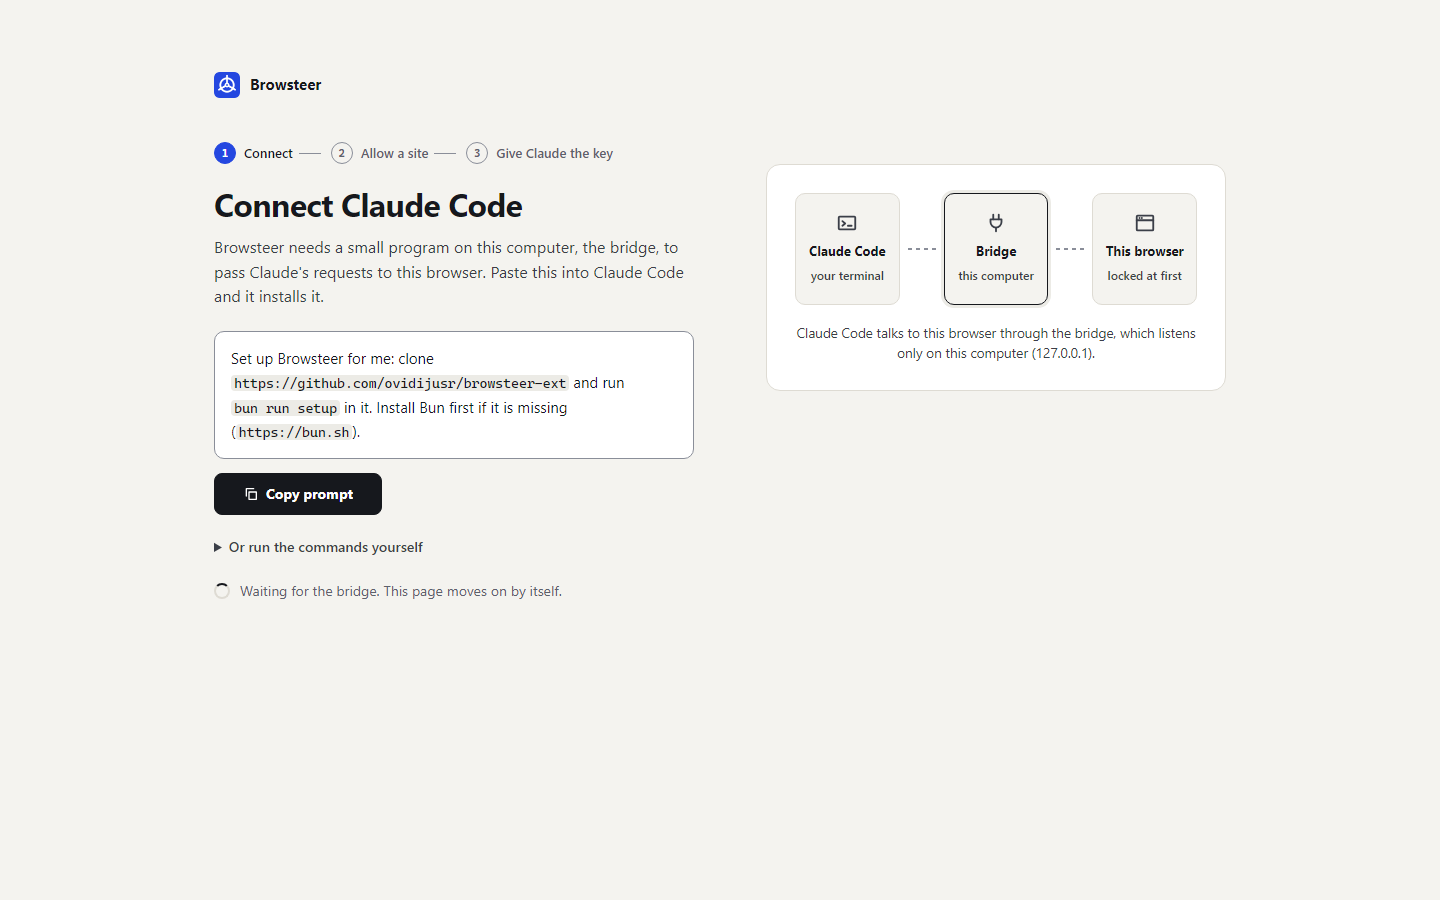 Browsteer
1 Connect 2 Allow a site 3 Give Claude the key
Connect Claude Code
Browsteer needs a small program on this computer, the bridge, to
pass Claude's requests to this browser. Paste this into Claude Code
and it installs it.
Set up Browsteer for me: clone
https://github.com/ovidijusr/browsteer-ext and run
bun run setup in it. Install Bun first if it is missing
(https://bun.sh).
Copy prompt
Or run the commands yourself
Waiting for the bridge. This page moves on by itself.
Claude Code
your terminal
Bridge
this computer
This browser
locked at first
Claude Code talks to this browser through the bridge, which listens
only on this computer (127.0.0.1).